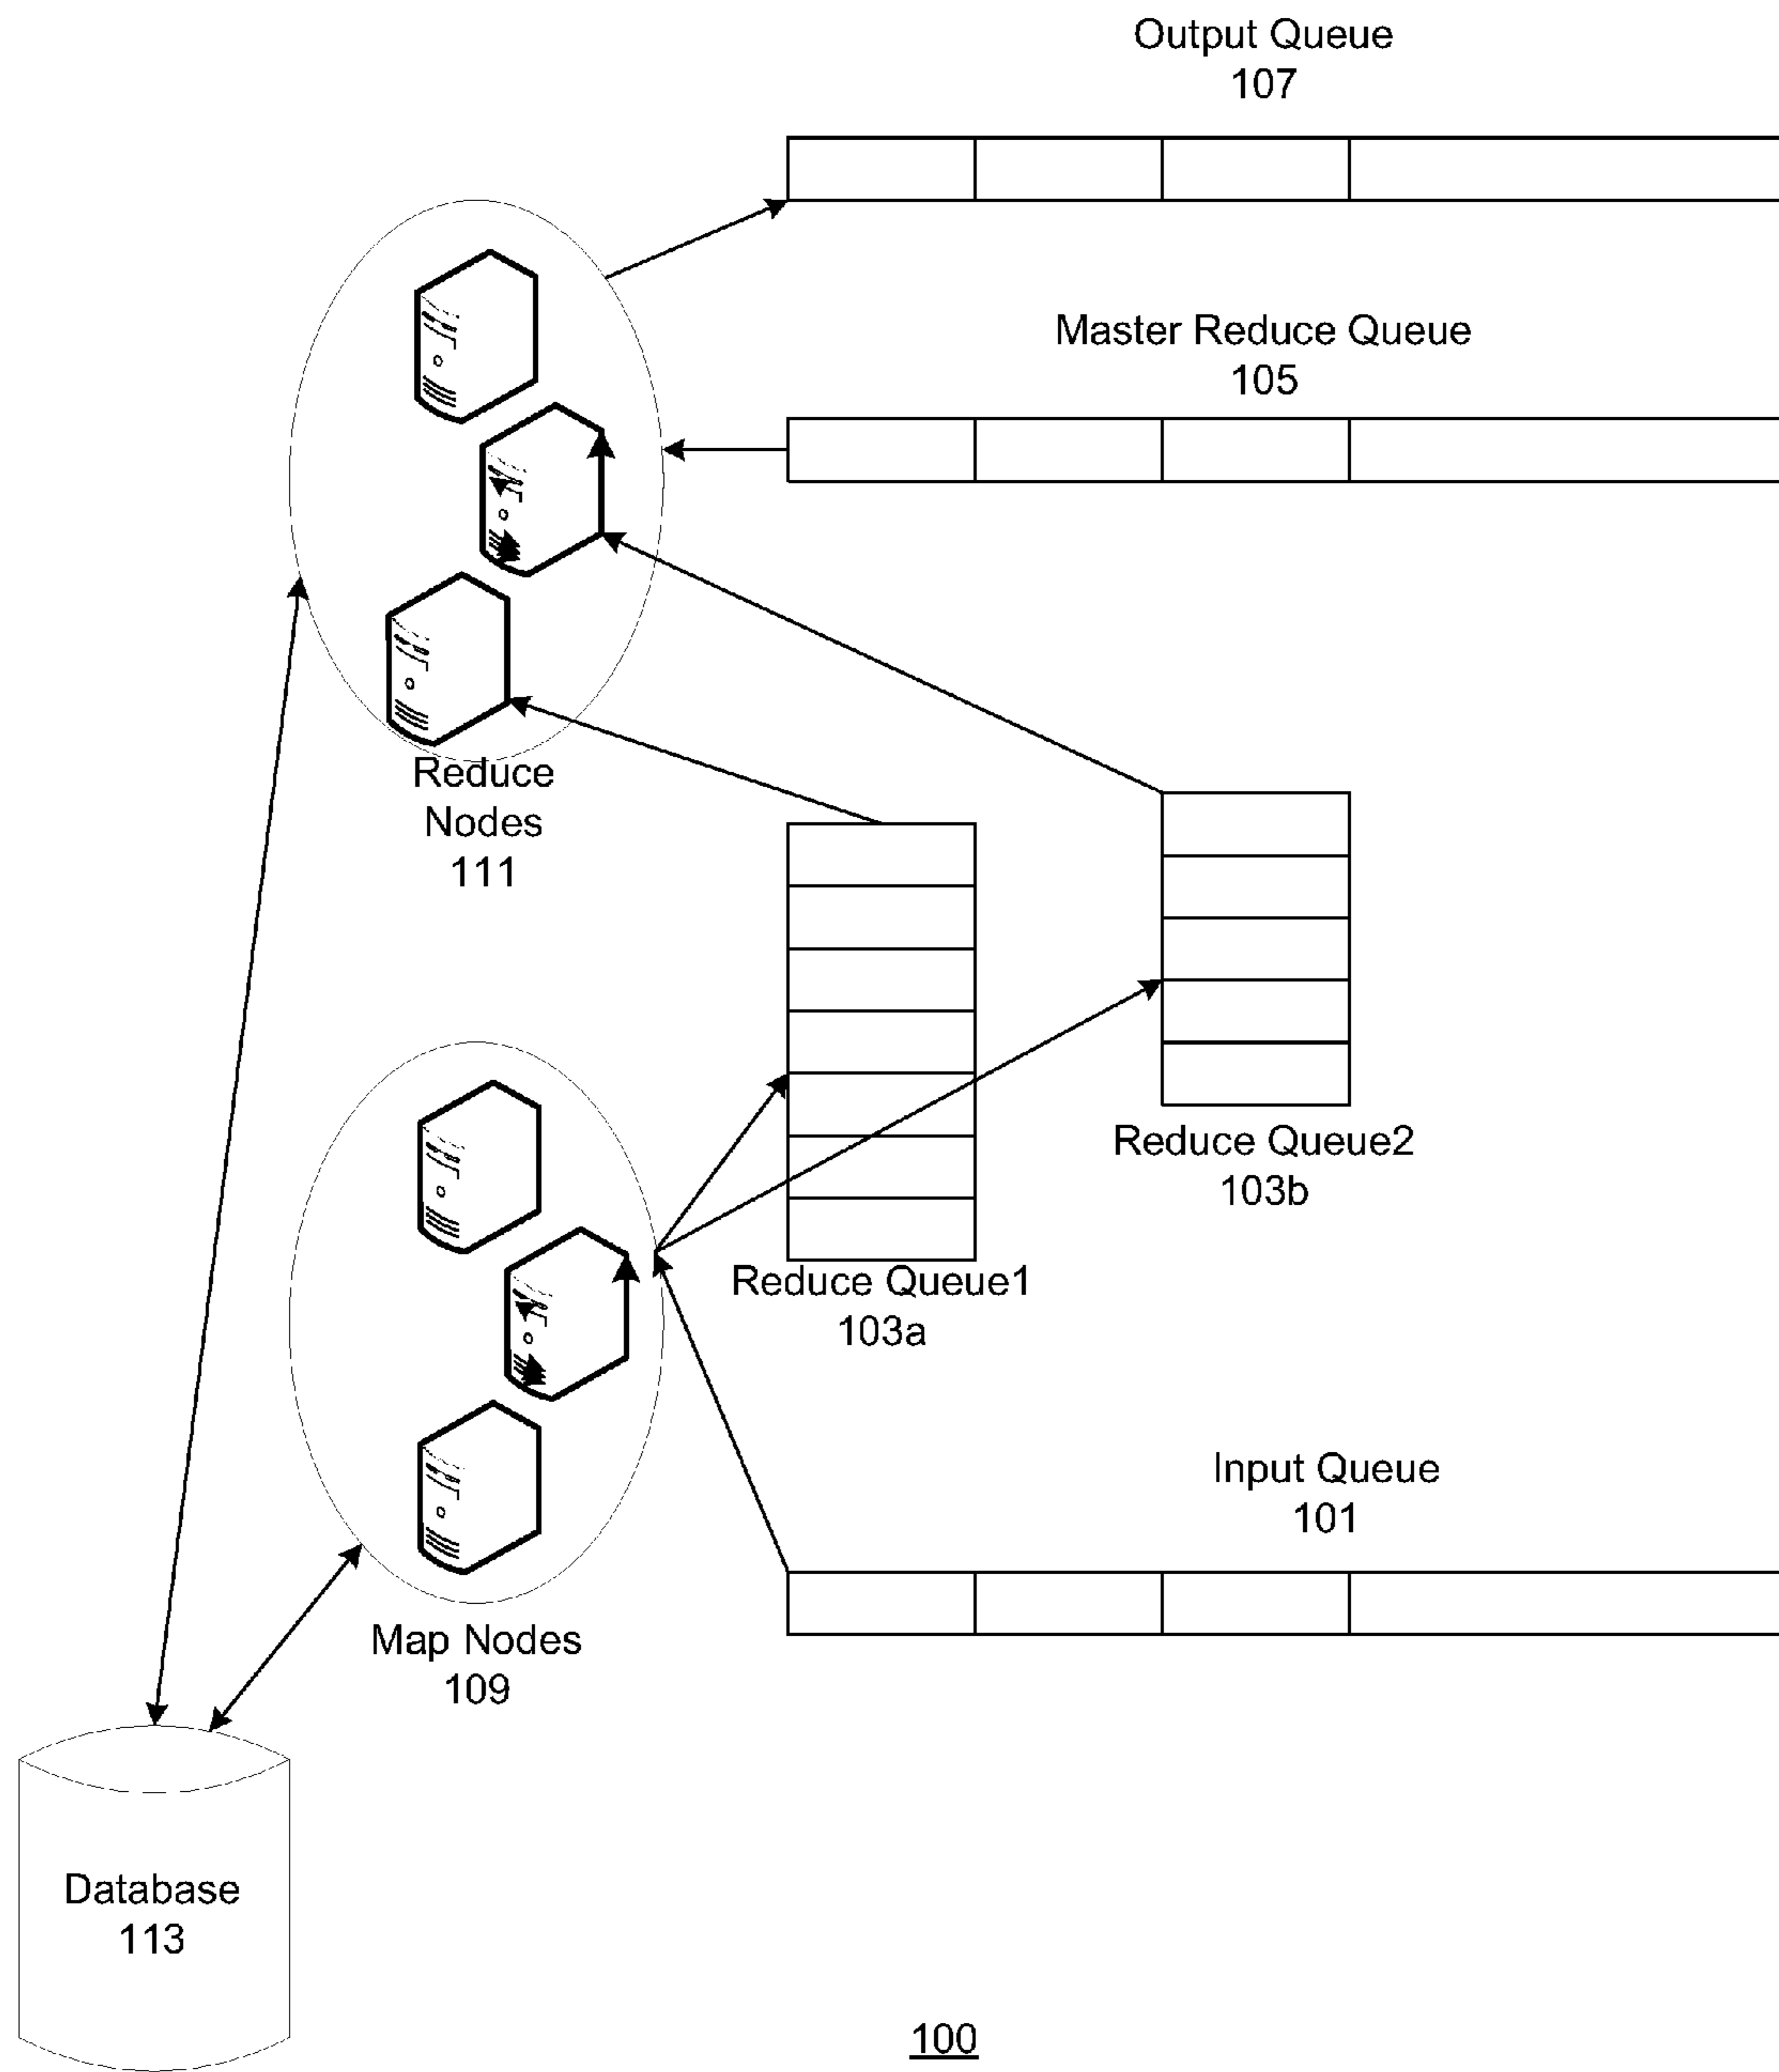 Output Queue
107
Master Reduce Queue
105
Reduce
Nodes
111
Reduce Queue2
103b
Reduce Queue1
103a
Input Queue
101
Map Nodes
109
Database
113
100